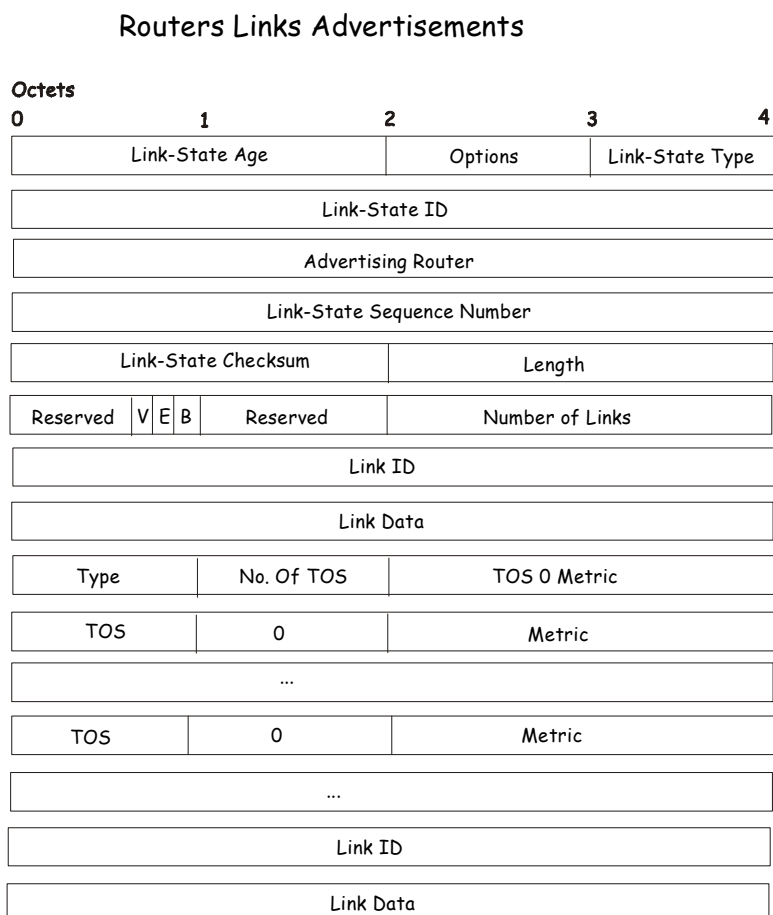 Routers Links Advertisements
Octets
0 1 2 3 4
Link-State Age Options Link-State Type
Link-State ID
Advertising Router
Link-State Sequence Number
Link-State Checksum Length
Reserved V E B Reserved Number of Links
Link ID
Link Data
Type No. Of TOS TOS 0 Metric
TOS 0 Metric
...
TOS 0 Metric
...
Link ID
Link Data